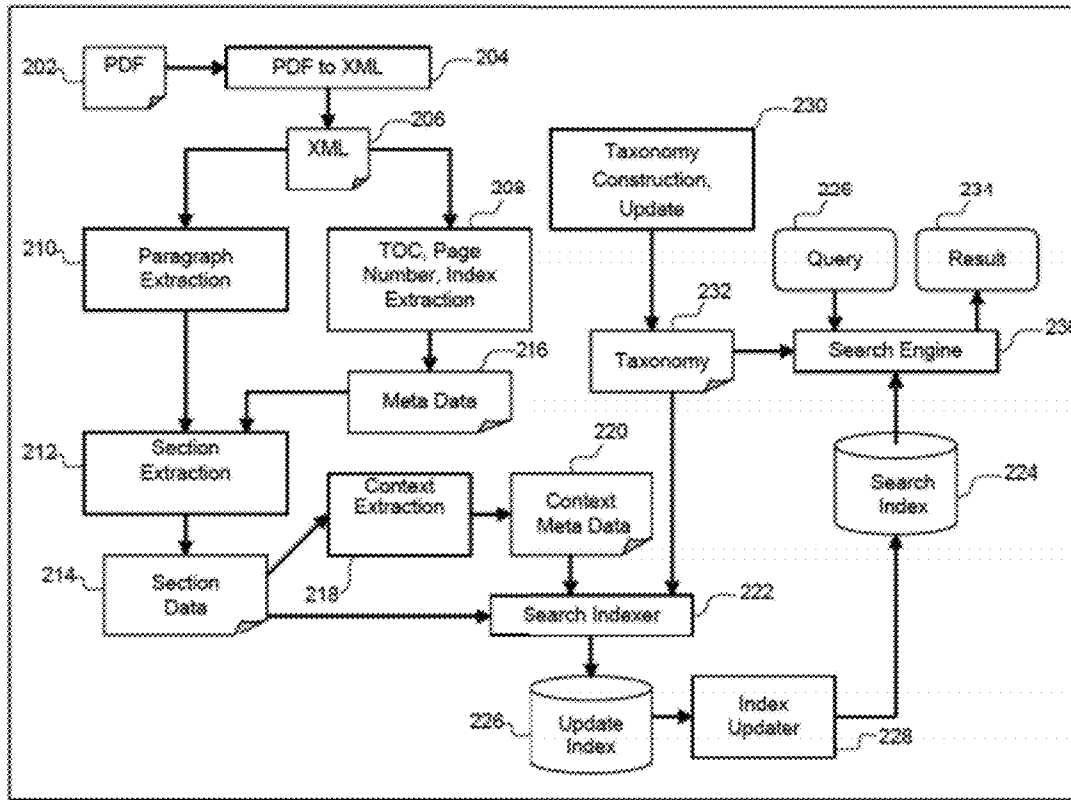 202
PDF
PDF to XML
204
206
XML
230
Taxonomy
Construction,
Update
209
210
Paragraph
Extraction
TOC, Page
Number, Index
Extraction
Query
231
Result
232
216
Taxonomy
Search Engine
Meta Data
212
Section
Extraction
220
Context
Extraction
Context
Meta Data
Search
Index
224
214
Section
Data
218
Search Indexer
222
226
Update
Index
Index
Updater
228